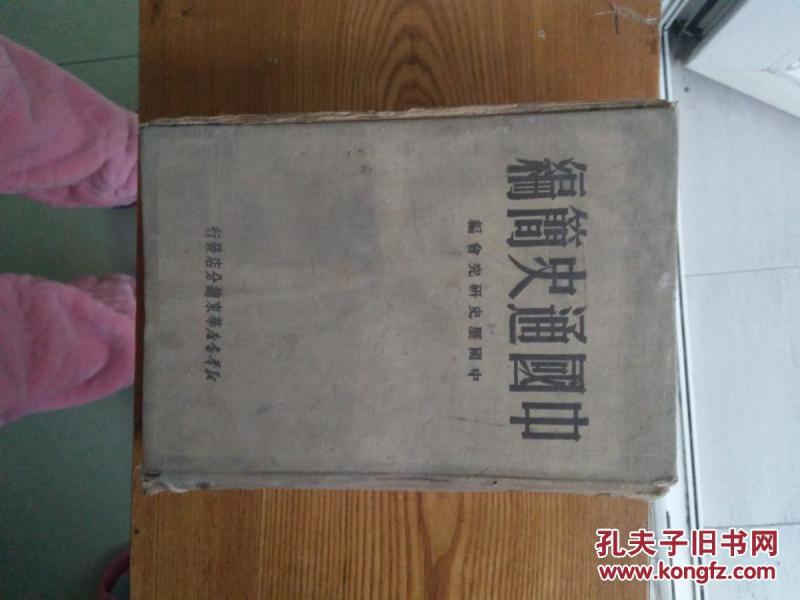 中國通史簡編
中國歷史研究會編
新華書店華東總分店發行
孔夫子旧书网
www.kongfz.com